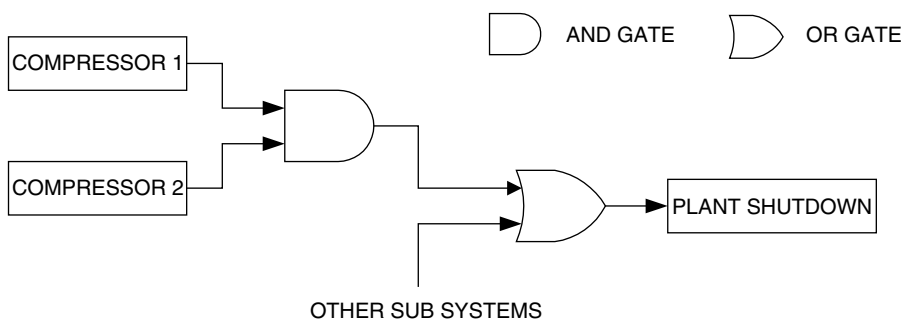 AND GATE
OR GATE
COMPRESSOR 1
COMPRESSOR 2
PLANT SHUTDOWN
OTHER SUB SYSTEMS